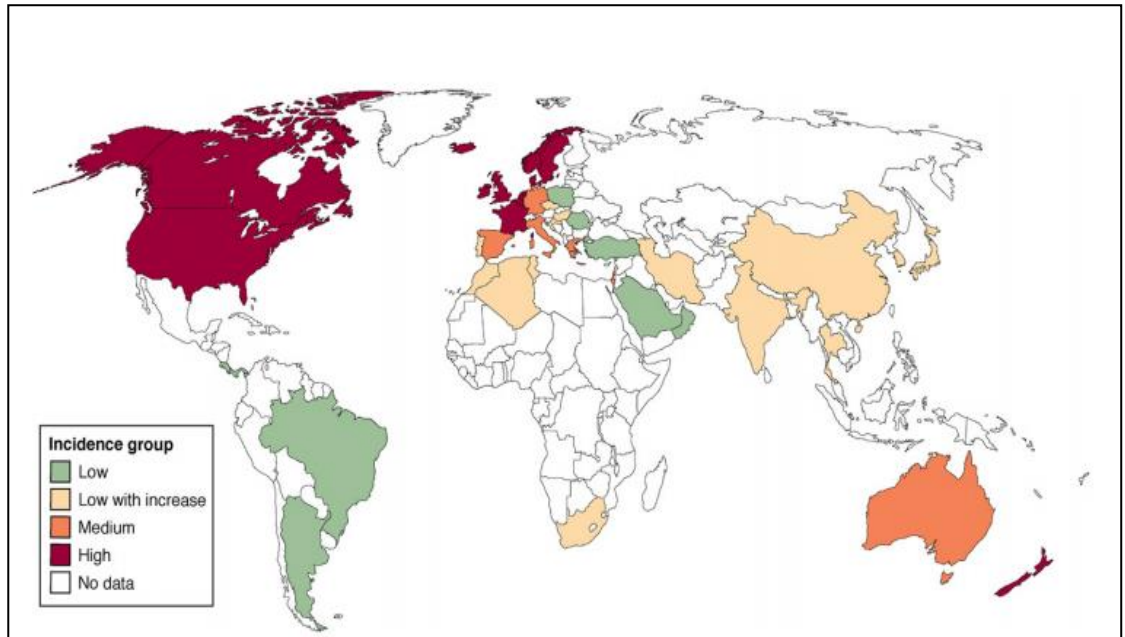 Incidence group
Low
Low with increase
Medium
High
No data